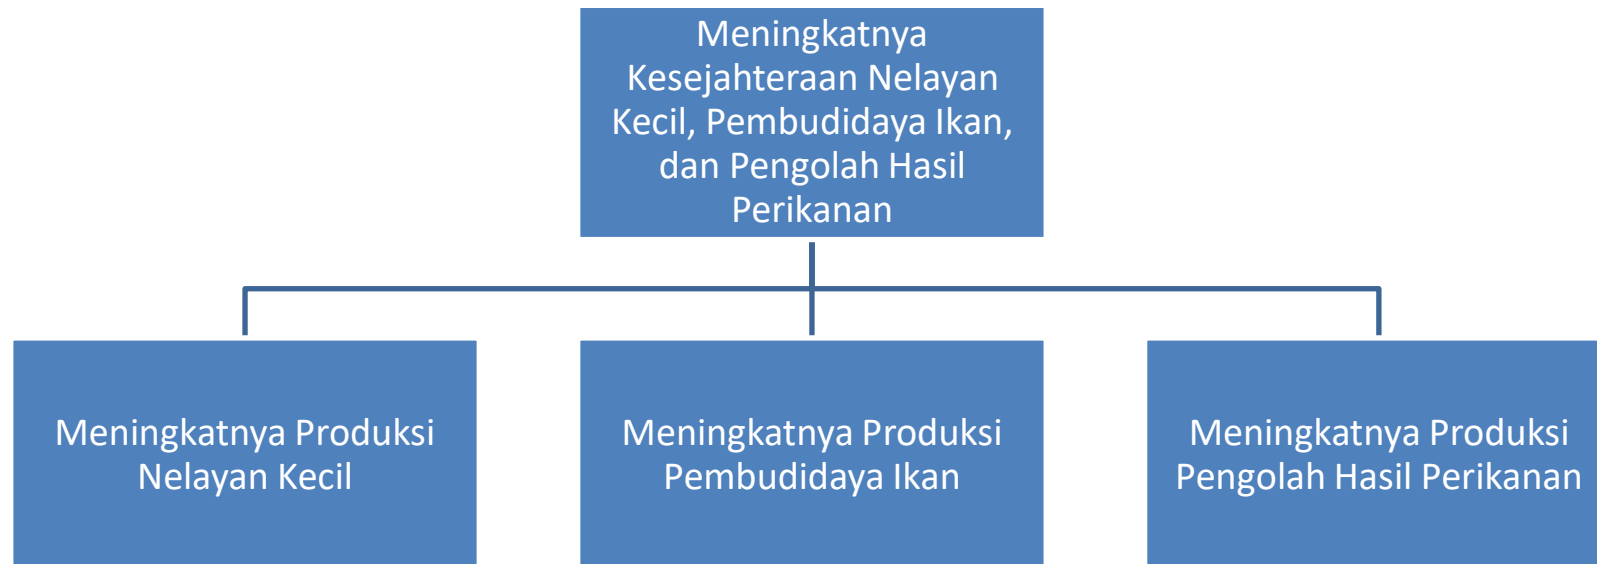 Meningkatnya
Kesejahteraan Nelayan
Kecil, Pembudidaya Ikan,
dan Pengolah Hasil
Perikanan
Meningkatnya Produksi
Nelayan Kecil
Meningkatnya Produksi
Pembudidaya Ikan
Meningkatnya Produksi
Pengolah Hasil Perikanan